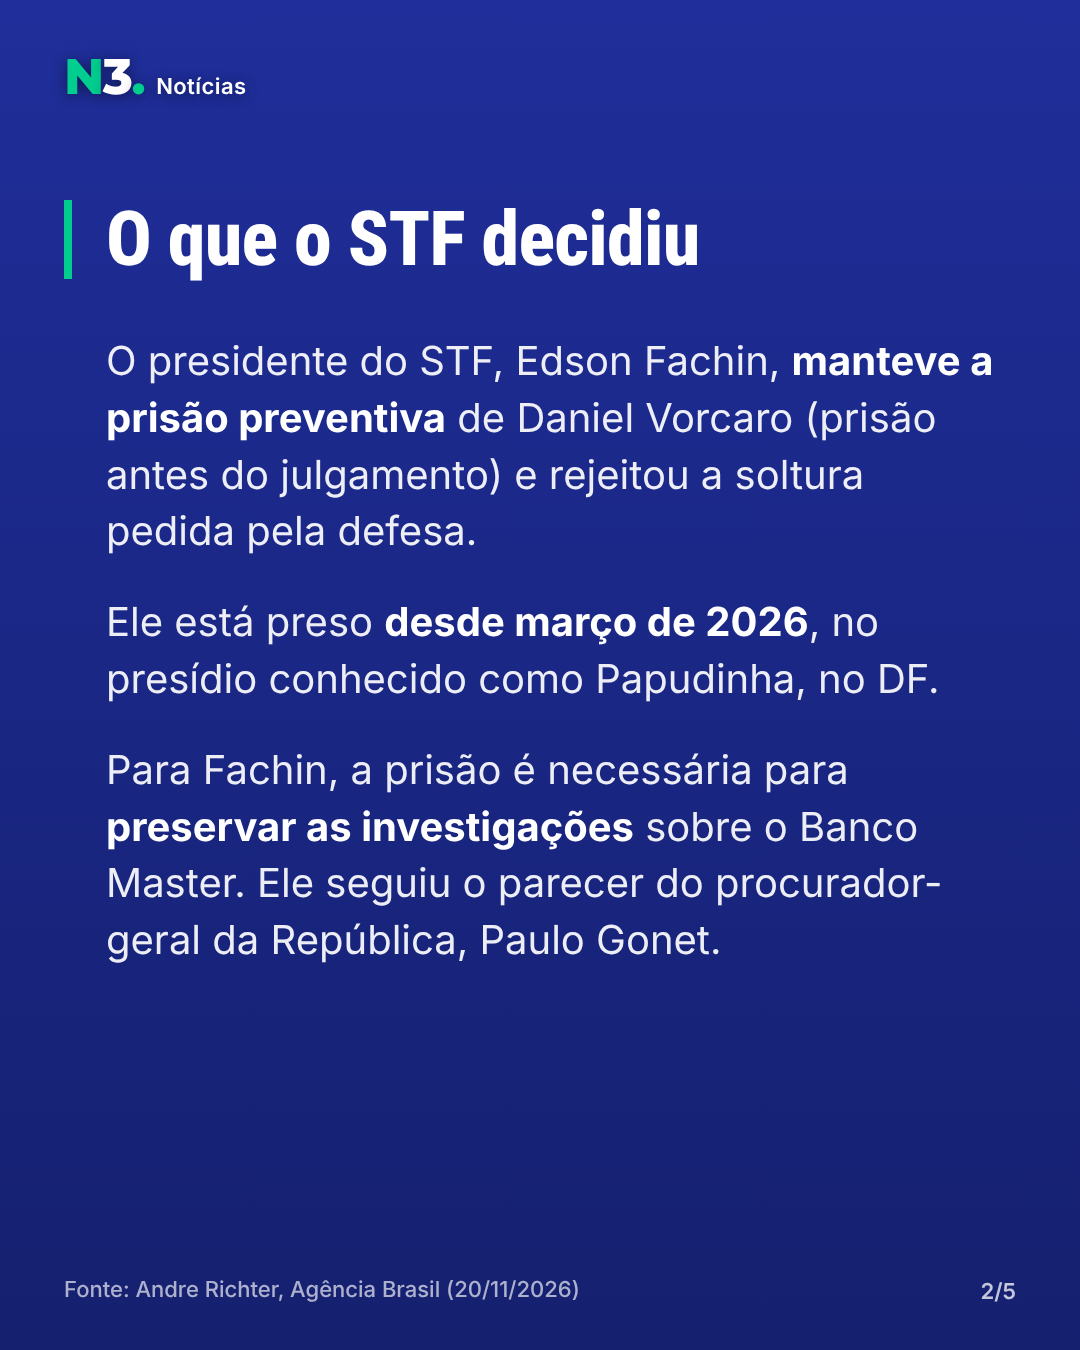 N3. Notícias
O que o STF decidiu
O presidente do STF, Edson Fachin, manteve a
prisão preventiva de Daniel Vorcaro (prisão
antes do julgamento) e rejeitou a soltura
pedida pela defesa.
Ele está preso desde março de 2026, no
presídio conhecido como Papudinha, no DF.
Para Fachin, a prisão é necessária para
preservar as investigações sobre o Banco
Master. Ele seguiu o parecer do procurador-
geral da República, Paulo Gonet.
Fonte: Andre Richter, Agência Brasil (20/11/2026)
2/5